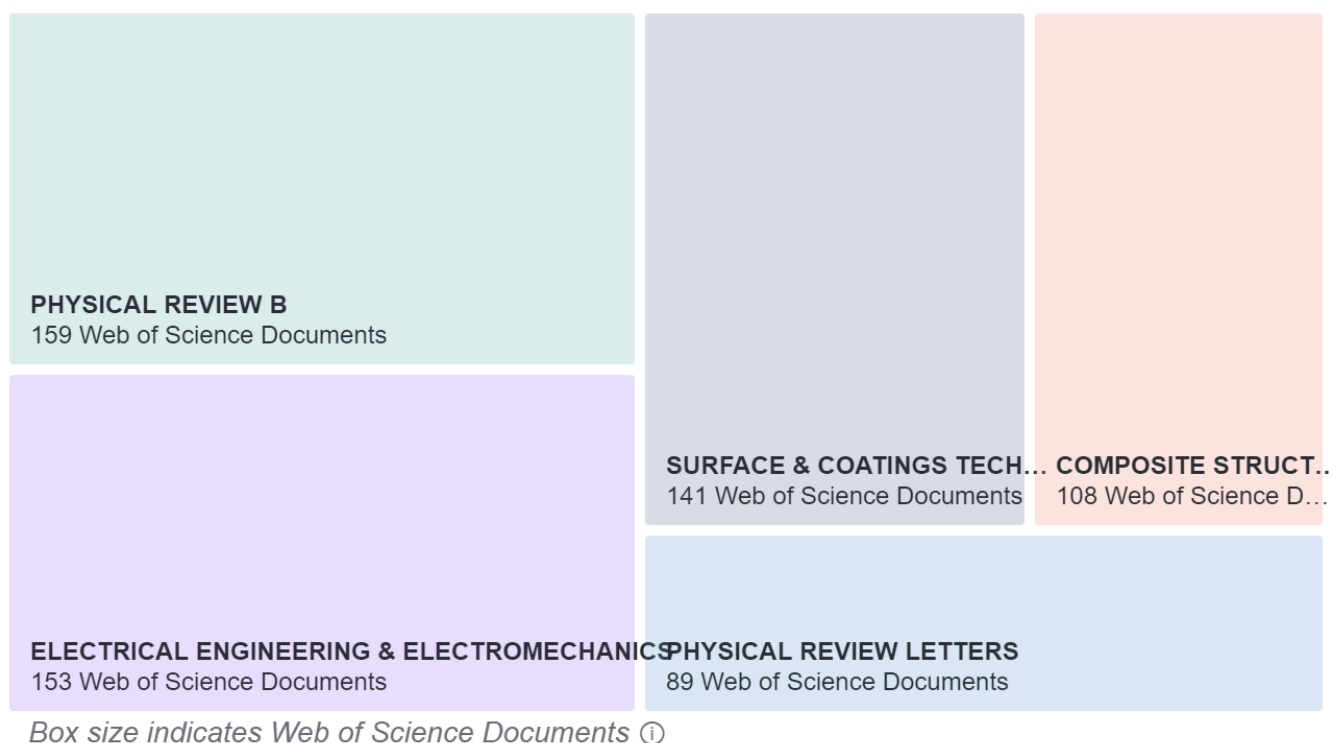 PHYSICAL REVIEW B
159 Web of Science Documents
ELECTRICAL ENGINEERING & ELECTROMECHANICS
153 Web of Science Documents
SURFACE & COATINGS TECH...
141 Web of Science Documents
COMPOSITE STRUCT...
108 Web of Science D...
PHYSICAL REVIEW LETTERS
89 Web of Science Documents
Box size indicates Web of Science Documents ⓘ